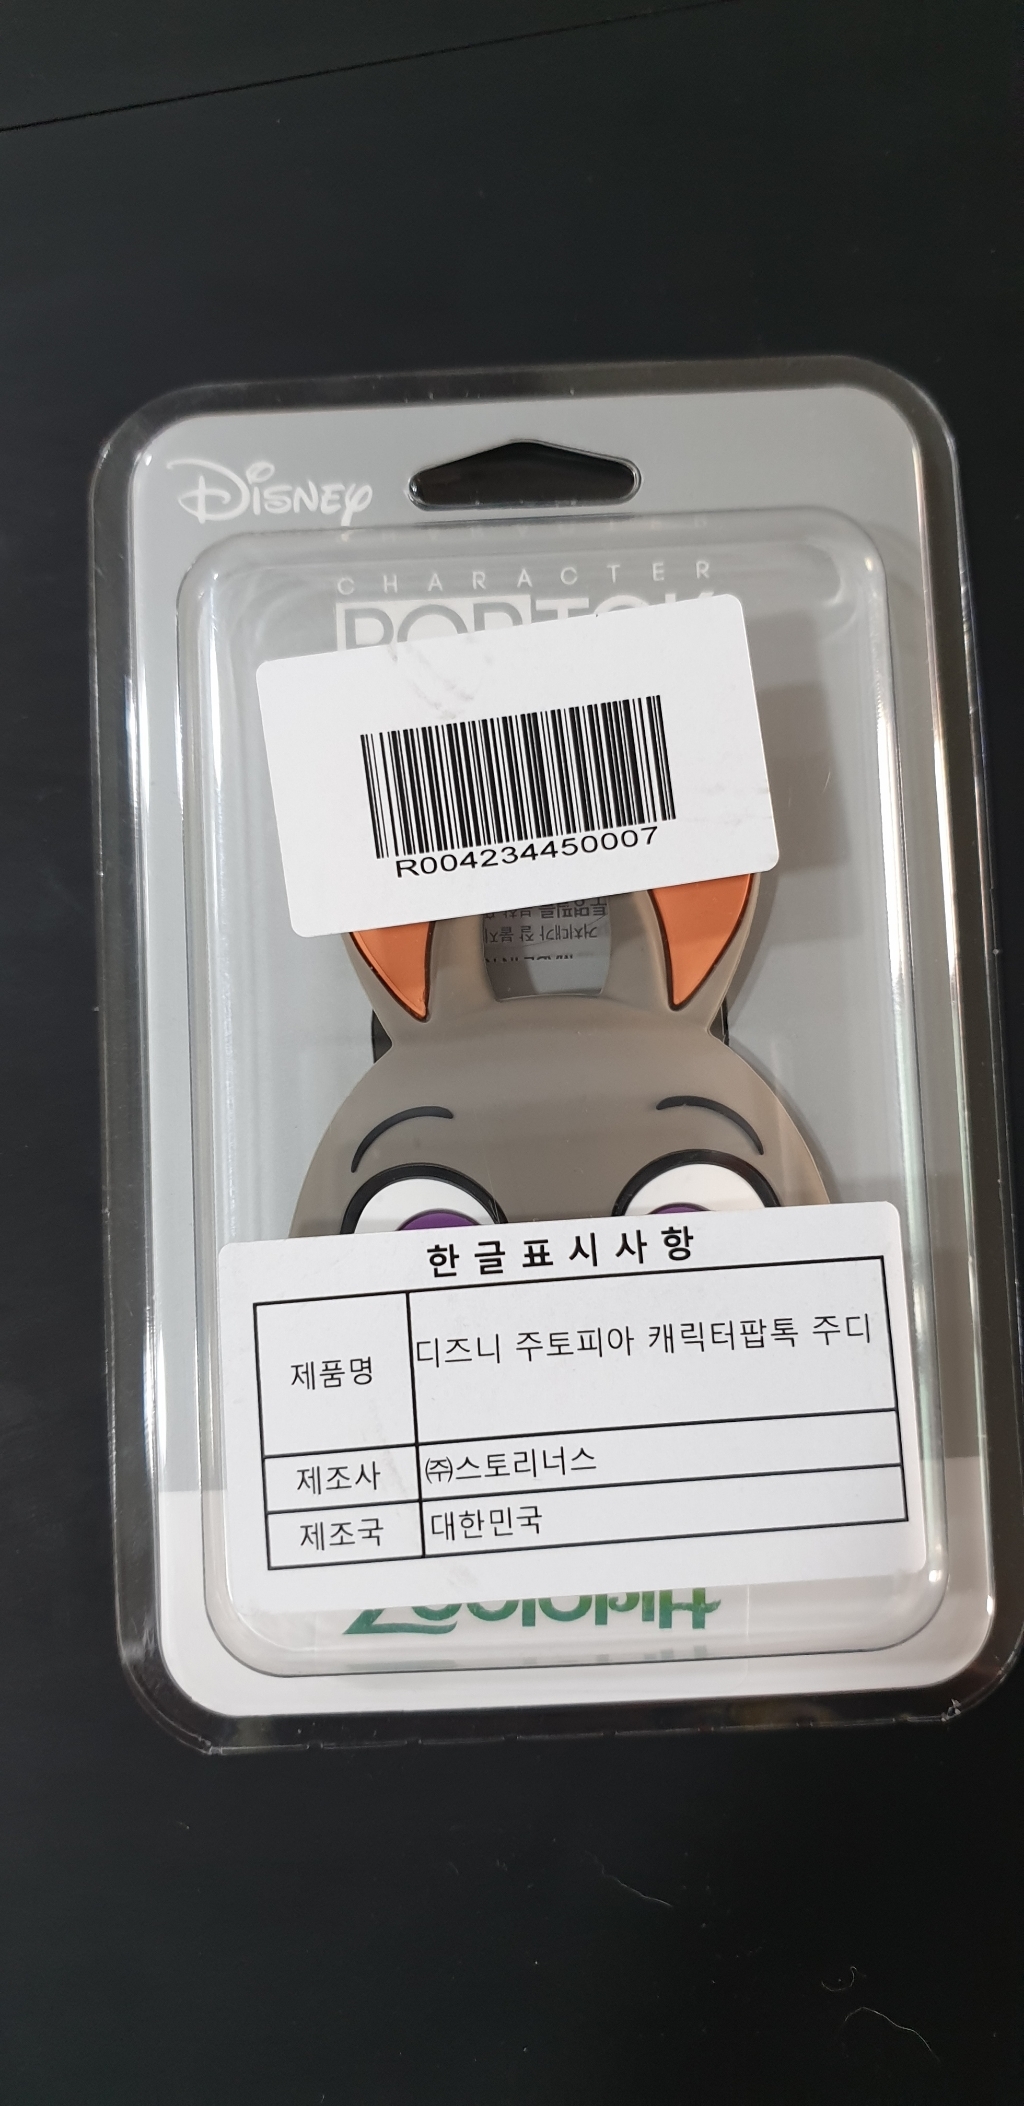 DISNEY
CHARACTER
POPTOK
R004234450007
한글표시사항
제품명 디즈니 주토피아 캐릭터팝톡 주디
제조사 ㈜스토리너스
제조국 대한민국